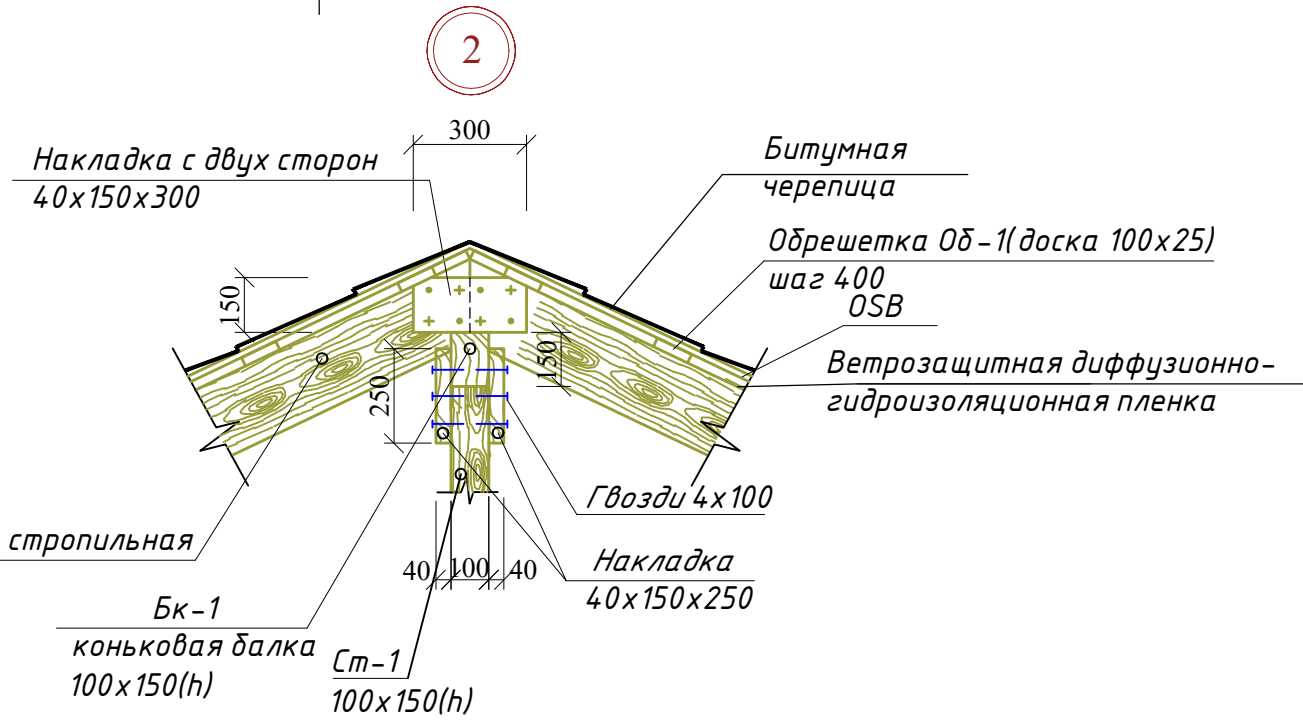 2
300
Накладка с двух сторон
40х150х300
Битумная
черепица
Обрешетка Об-1(доска 100х25)
шаг 400
OSB
Ветрозащитная диффузионно-
гидроизоляционная пленка
150
150
250
Гвозди 4х100
стропильная
40 100 40
Накладка
40х150х250
Бк-1
коньковая балка
100х150(h)
Ст-1
100х150(h)